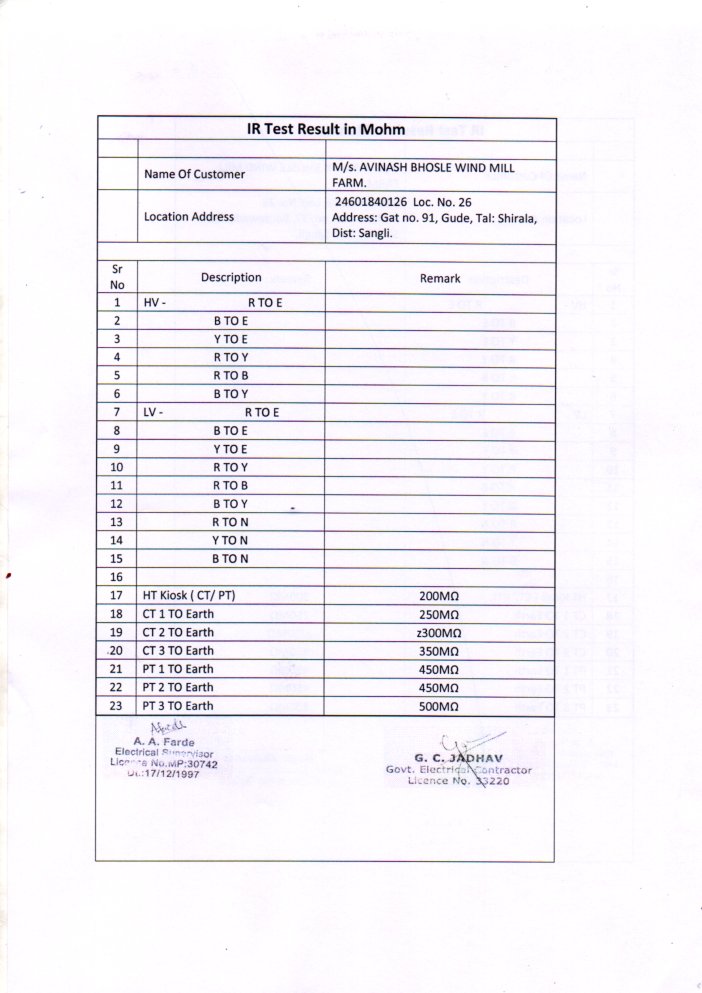 IR Test Result in Mohm
Name Of Customer
M/s. AVINASH BHOSLE WIND MILL
FARM.
Location Address
24601840126 Loc. No. 26
Address: Gat no. 91, Gude, Tal: Shirala,
Dist: Sangli.
Sr
No
Description
Remark
1 HV - R TO E
2 B TO E
3 Y TO E
4 R TO Y
5 R TO B
6 B TO Y
7 LV - R TO E
8 B TO E
9 Y TO E
10 R TO Y
11 R TO B
12 B TO Y -
13 R TO N
14 Y TO N
15 B TO N
16
17 HT Kiosk ( CT/ PT) 200MΩ
18 CT 1 TO Earth 250MΩ
19 CT 2 TO Earth z300MΩ
20 CT 3 TO Earth 350MΩ
21 PT 1 TO Earth 450MΩ
22 PT 2 TO Earth 450MΩ
23 PT 3 TO Earth 500MΩ
A. A. Farde
Electrical Supervisor
Licence No.MP:30742
Dt.:17/12/1997
G. C. JADHAV
Govt. Electrical Contractor
Licence No. 33220